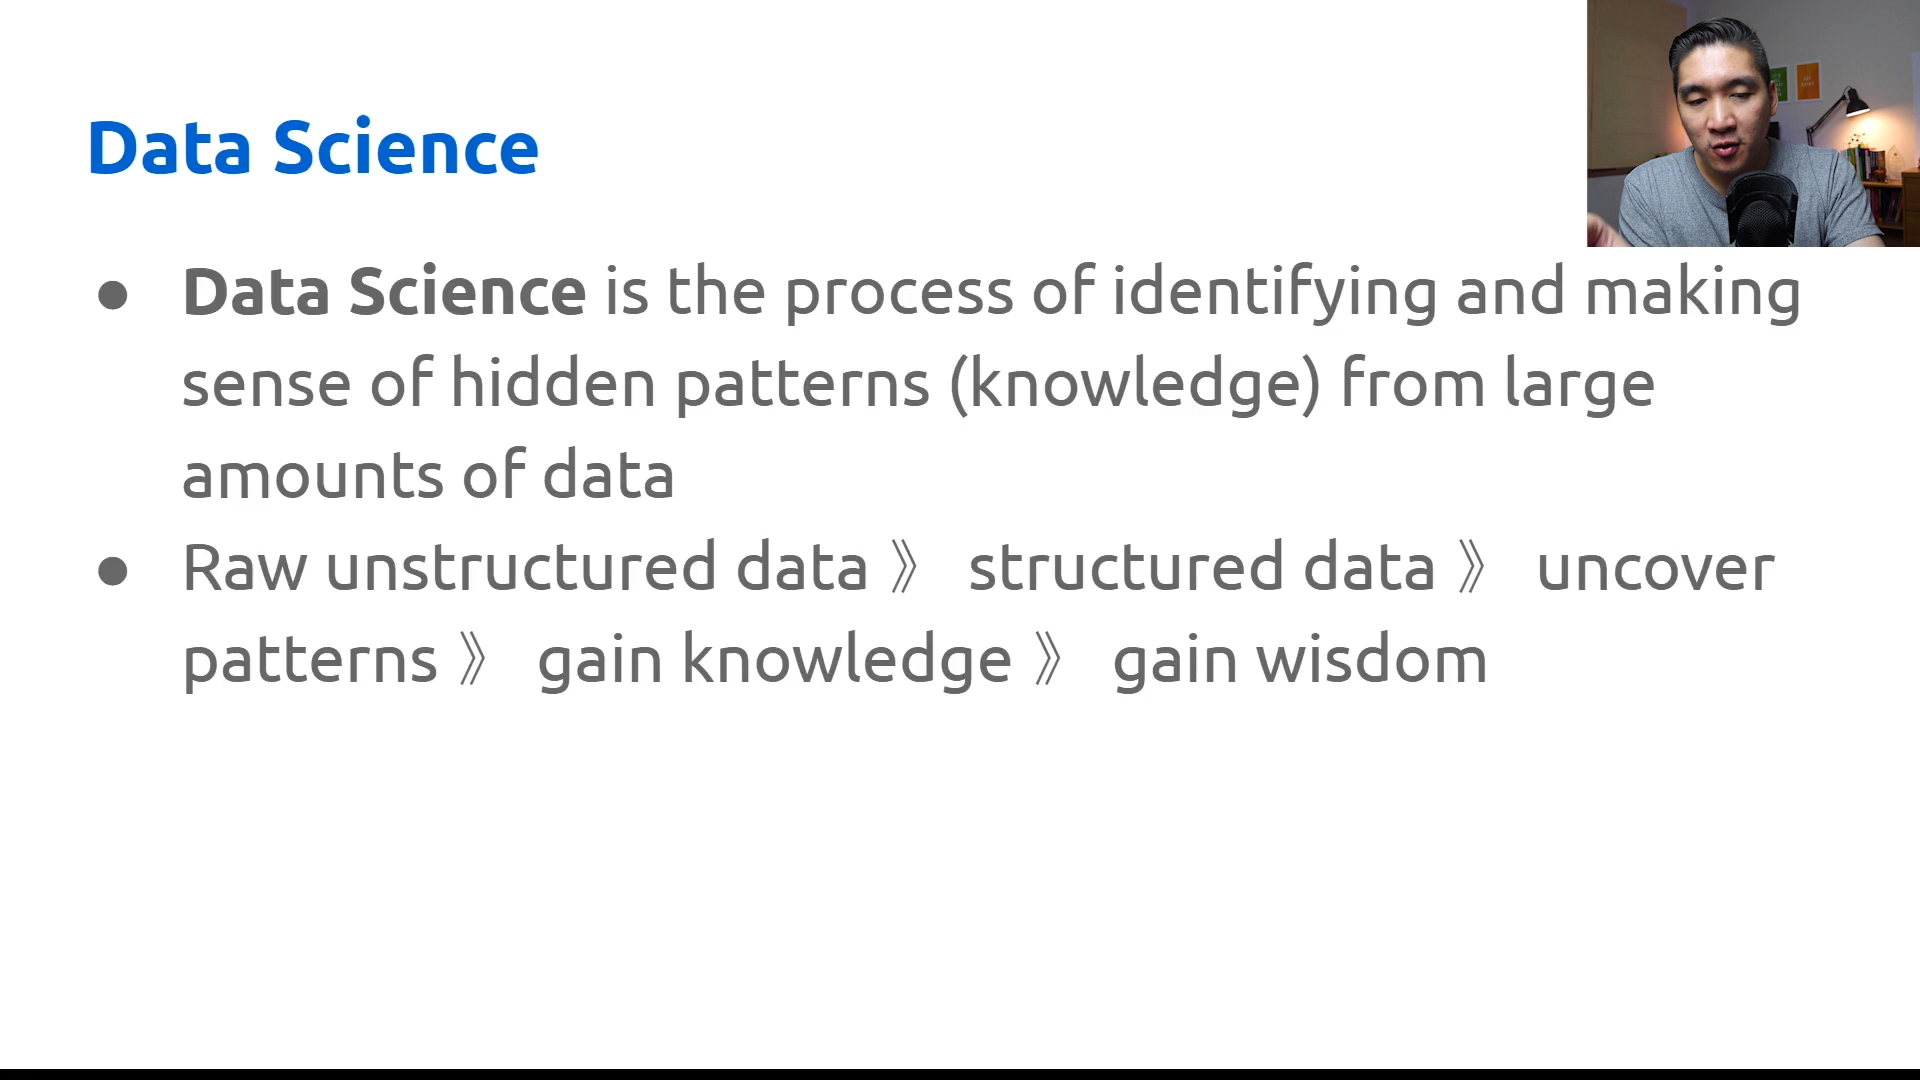 Data Science
● Data Science is the process of identifying and making
sense of hidden patterns (knowledge) from large
amounts of data
● Raw unstructured data 》 structured data 》 uncover
patterns 》 gain knowledge 》 gain wisdom